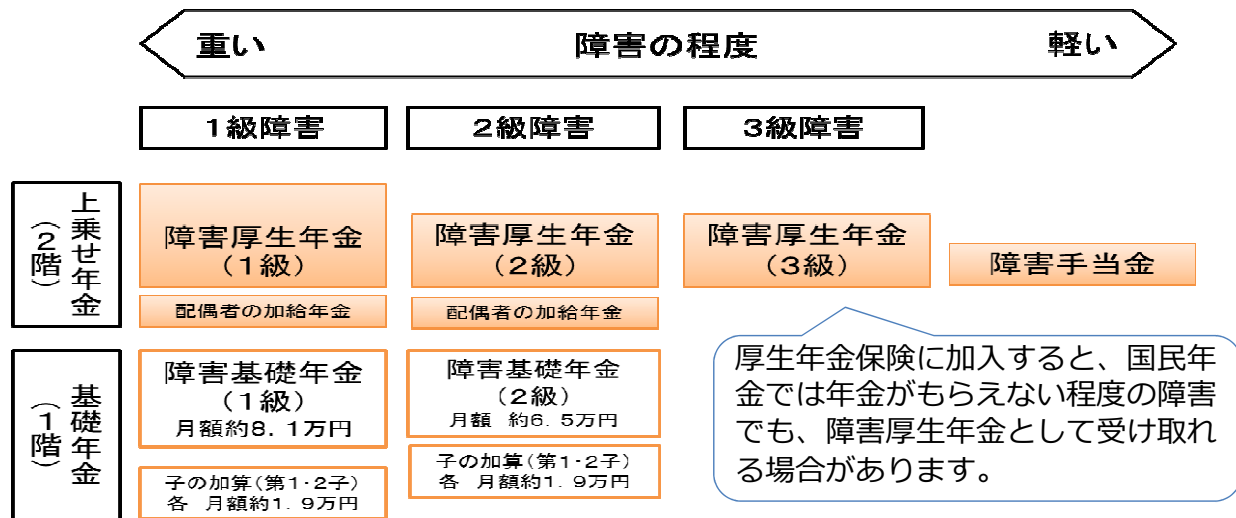 重い 障害の程度 軽い
1級障害 2級障害 3級障害
上乗せ年金
（2階）
障害厚生年金
（1級）
配偶者の加給年金
障害厚生年金
（2級）
配偶者の加給年金
障害厚生年金
（3級）
障害手当金
基礎年金
（1階）
障害基礎年金
（1級）
月額約8．1万円
子の加算（第1・2子）
各 月額約1．9万円
障害基礎年金
（2級）
月額 約6．5万円
子の加算（第1・2子）
各 月額約1．9万円
厚生年金保険に加入すると、国民年
金では年金がもらえない程度の障害
でも、障害厚生年金として受け取れ
る場合があります。